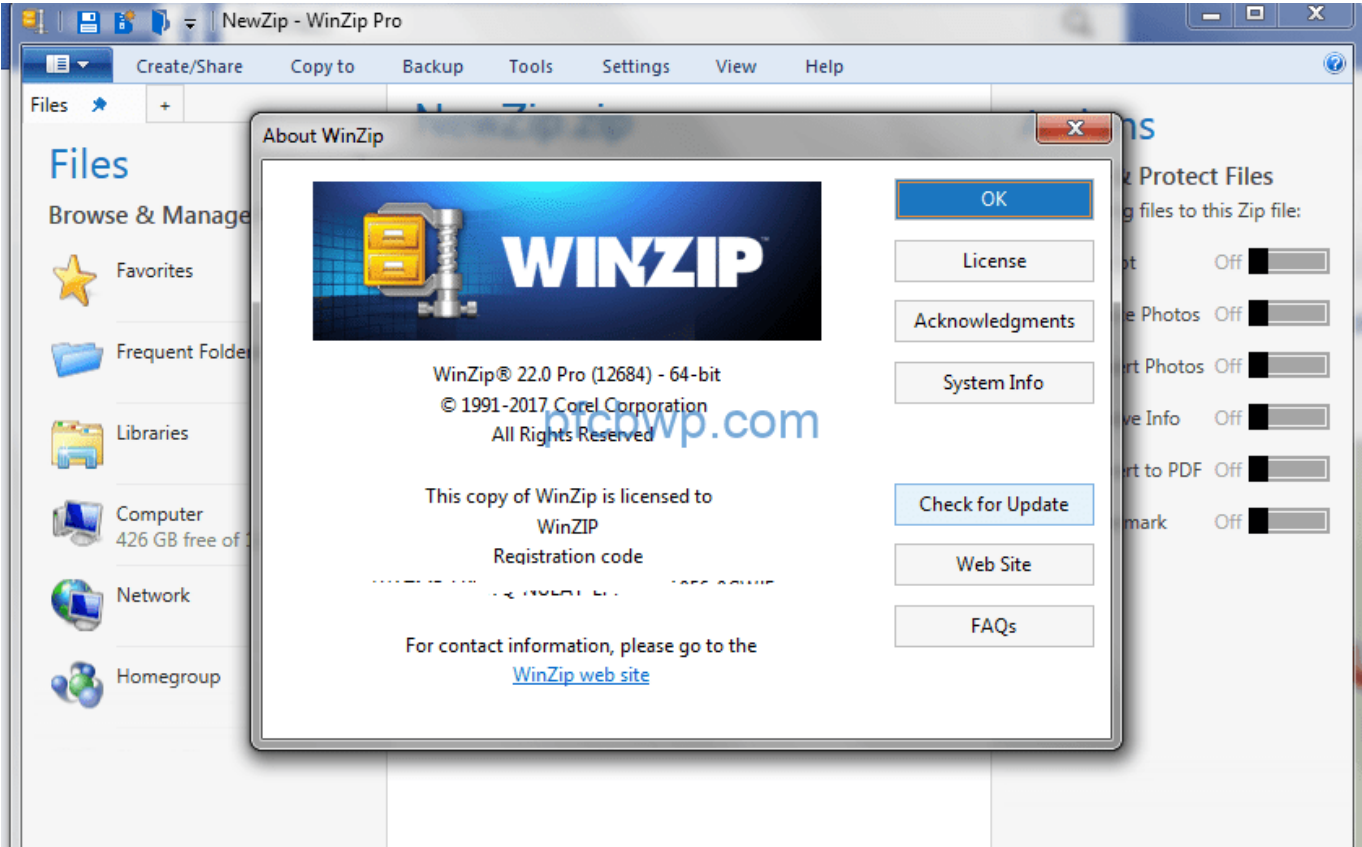 NewZip - WinZip Pro
Create/Share Copy to Backup Tools Settings View Help
Files +
NewZip.zip
About WinZip
Files
Browse & Manage
Favorites
Frequent Folder
Libraries
Computer
426 GB free of
Network
Homegroup
WINZIP
WinZip® 22.0 Pro (12684) - 64-bit
© 1991-2017 Corel Corporation
All Rights Reserved
pfcbwp.com
This copy of WinZip is licensed to
WinZIP
Registration code
For contact information, please go to the
WinZip web site
OK
License
Acknowledgments
System Info
Check for Update
Web Site
FAQs
Protect Files
files to this Zip file:
Off
Photos Off
Photos Off
Info Off
to PDF Off
Off